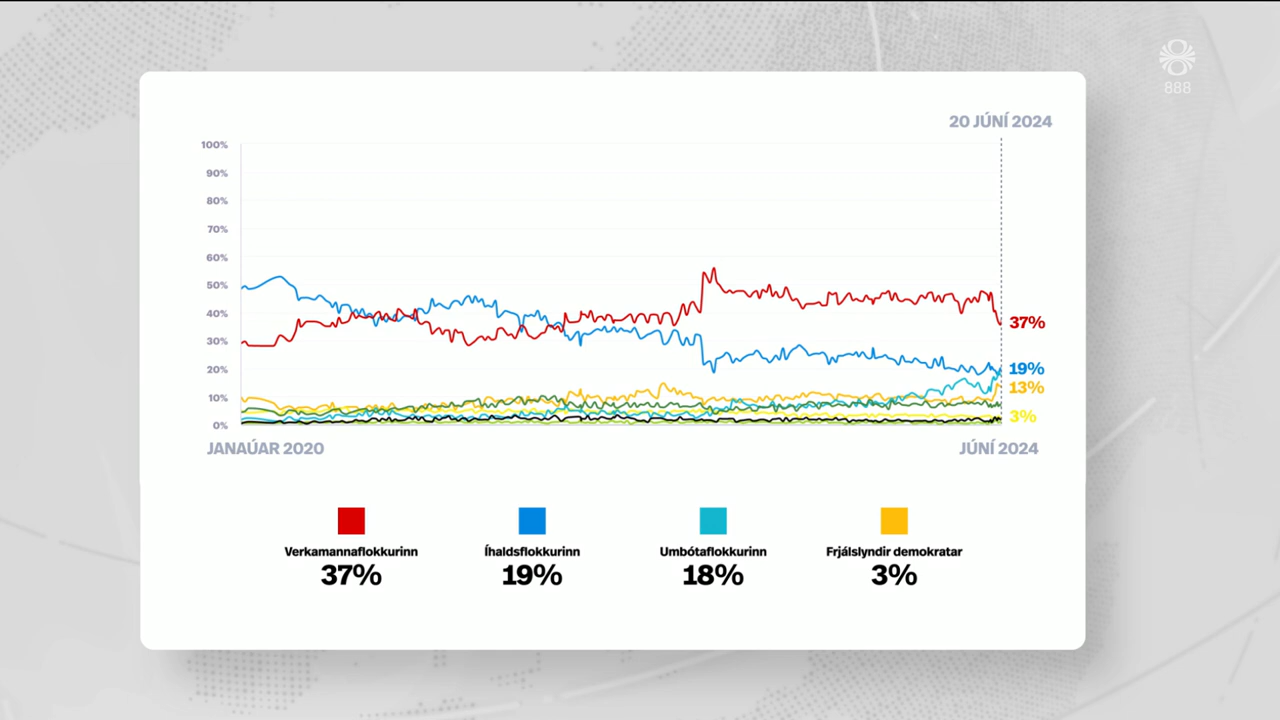 888
20 JÚNÍ 2024
100%
90%
80%
70%
60%
50%
40%
30%
20%
10%
0%
37%
19%
13%
3%
JANAÚAR 2020
JÚNÍ 2024
Verkamannaflokkurinn
37%
Íhaldsflokkurinn
19%
Umbótaflokkurinn
18%
Frjálslyndir demokratar
3%